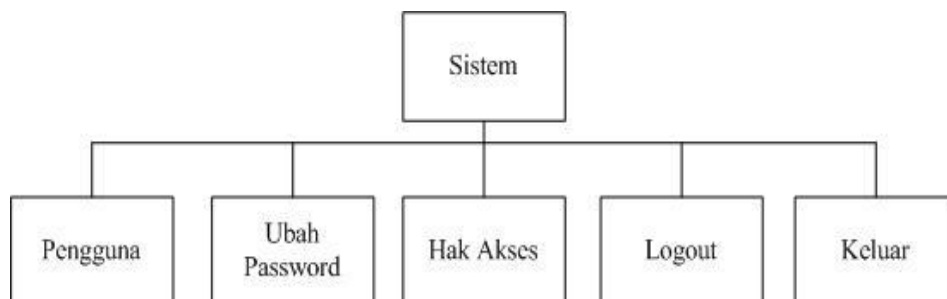 Sistem
Pengguna
Ubah
Password
Hak Akses
Logout
Keluar